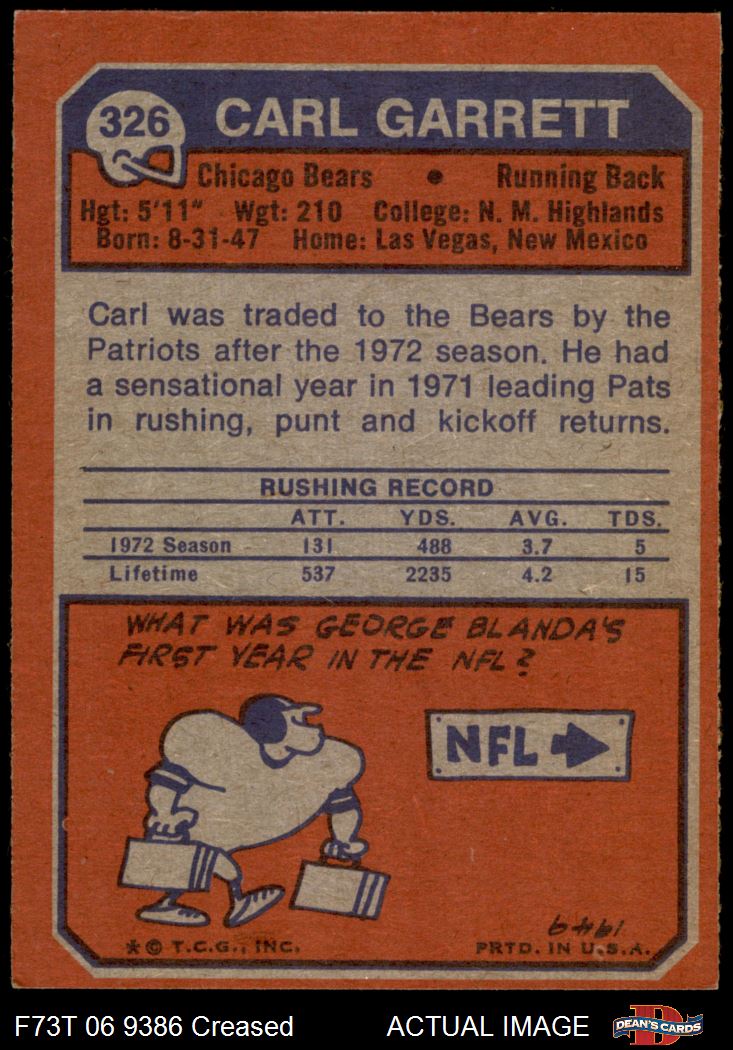 326 CARL GARRETT
Chicago Bears • Running Back
Hgt: 5'11" Wgt: 210 College: N. M. Highlands
Born: 8-31-47 Home: Las Vegas, New Mexico
Carl was traded to the Bears by the
Patriots after the 1972 season. He had
a sensational year in 1971 leading Pats
in rushing, punt and kickoff returns.
RUSHING RECORD
ATT. YDS. AVG. TDS.
1972 Season 131 488 3.7 5
Lifetime 537 2235 4.2 15
WHAT WAS GEORGE BLANDA'S
FIRST YEAR IN THE NFL?
NFL
1949
* © T.C.G., INC. PRTD. IN U.S.A.
F73T 06 9386 Creased ACTUAL IMAGE
D
DEAN'S CARDS